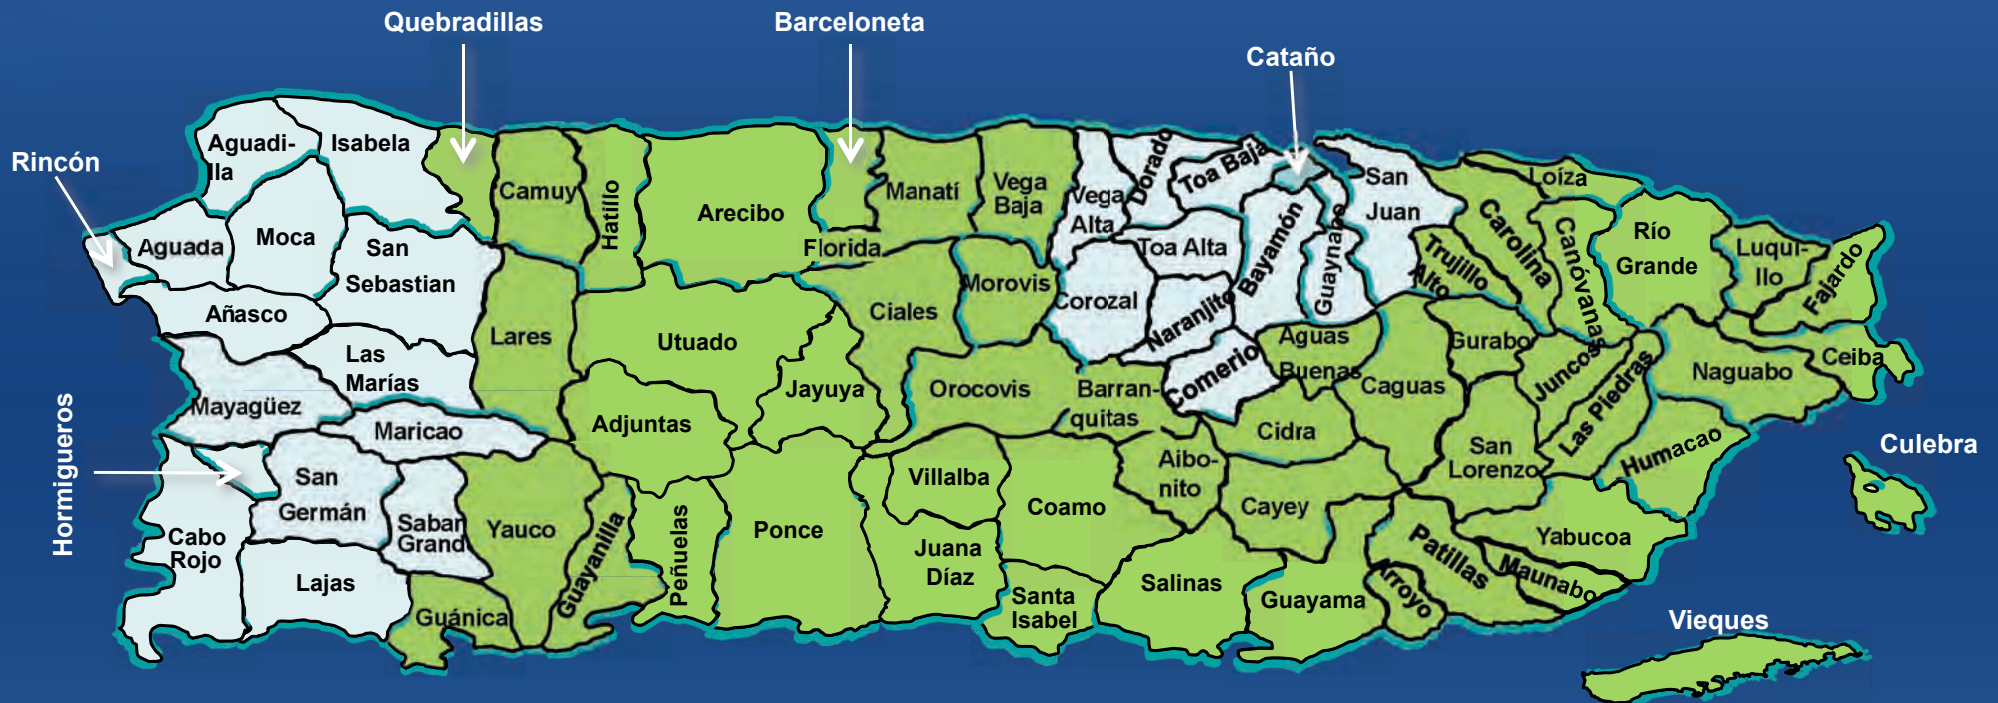 Quebradillas
Barceloneta
Cataño
Rincón
Aguadi-
lla
Isabela
Camuy
Hatillo
Arecibo
Manatí
Vega
Baja
Vega
Alta
Dorado
Toa Baja
San
Juan
Loíza
Aguada
Moca
San
Sebastian
Florida
Toa Alta
Bayamón
Guaynabo
Trujillo
Alto
Carolina
Canóvanas
Río
Grande
Luqui-
llo
Fajardo
Añasco
Lares
Utuado
Ciales
Morovis
Corozal
Naranjito
Aguas
Buenas
Gurabo
Juncos
Las Piedras
Naguabo
Ceiba
Las
Marías
Mayagüez
Maricao
Adjuntas
Jayuya
Orocovis
Barran-
quitas
Comerio
Cidra
Caguas
San
Lorenzo
Humacao
Culebra
Hormigueros
San
Germán
Saban
Grand
Yauco
Guayanilla
Peñuelas
Ponce
Villalba
Coamo
Aibo-
nito
Cayey
Yabucoa
Cabo
Rojo
Lajas
Guánica
Juana
Díaz
Santa
Isabel
Salinas
Guayama
Arroyo
Patillas
Maunabo
Vieques